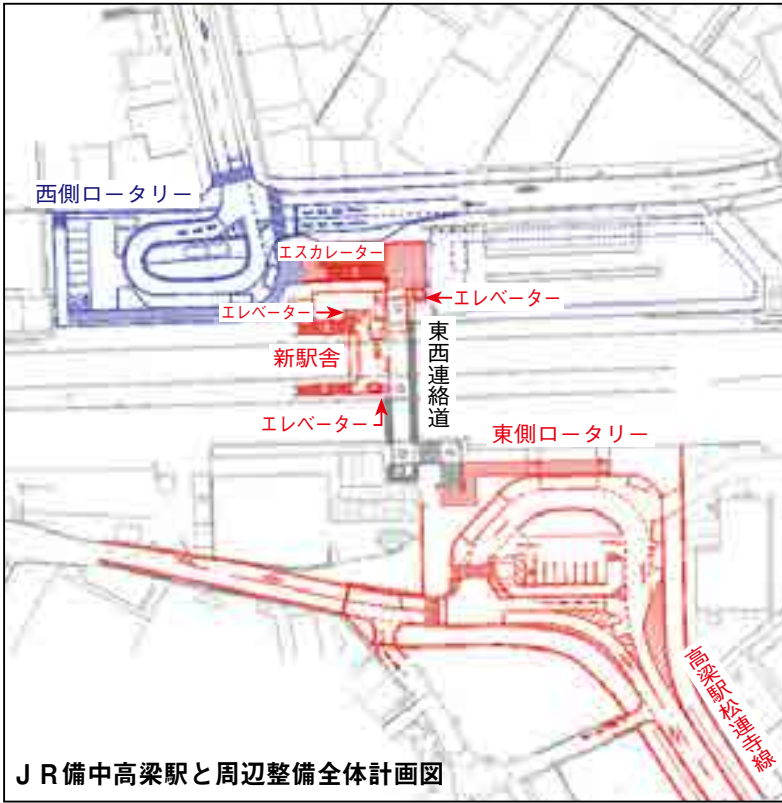 西側ロータリー
エスカレーター
エレベーター
エレベーター
新駅舎
東西連絡道
エレベーター
東側ロータリー
高梁駅松連寺線
ＪＲ備中高梁駅と周辺整備全体計画図